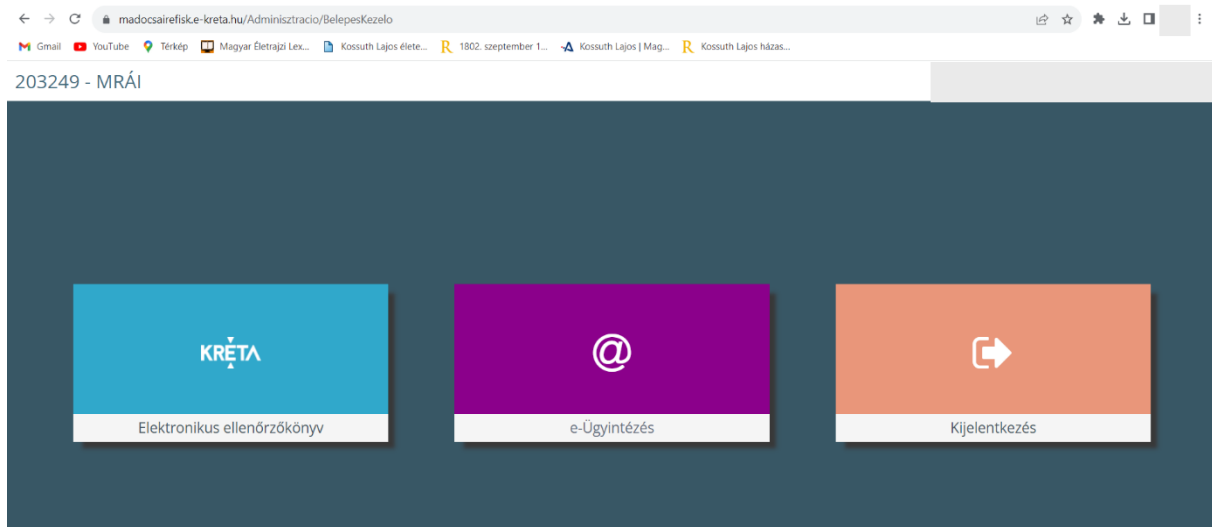 madocsairefisk.e-kreta.hu/Adminisztracio/BelepesKezelo
Gmail YouTube Térkép Magyar Életrajzi Lex... Kossuth Lajos élete... 1802. szeptember 1... Kossuth Lajos | Mag... Kossuth Lajos házas...
203249 - MRÁI
KRÉTA
@
Elektronikus ellenőrzőkönyv
e-Ügyintézés
Kijelentkezés